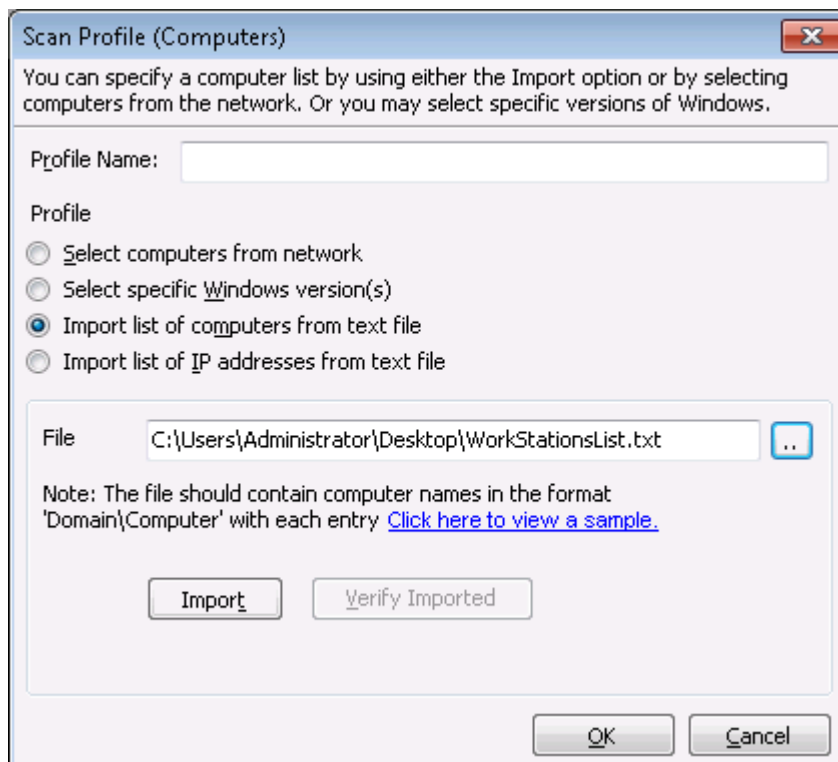 Scan Profile (Computers)
You can specify a computer list by using either the Import option or by selecting
computers from the network. Or you may select specific versions of Windows.
Profile Name:
Profile
Select computers from network
Select specific Windows version(s)
Import list of computers from text file
Import list of IP addresses from text file
File C:\Users\Administrator\Desktop\WorkStationsList.txt ..
Note: The file should contain computer names in the format
'Domain\Computer' with each entry Click here to view a sample.
Import Verify Imported
OK Cancel